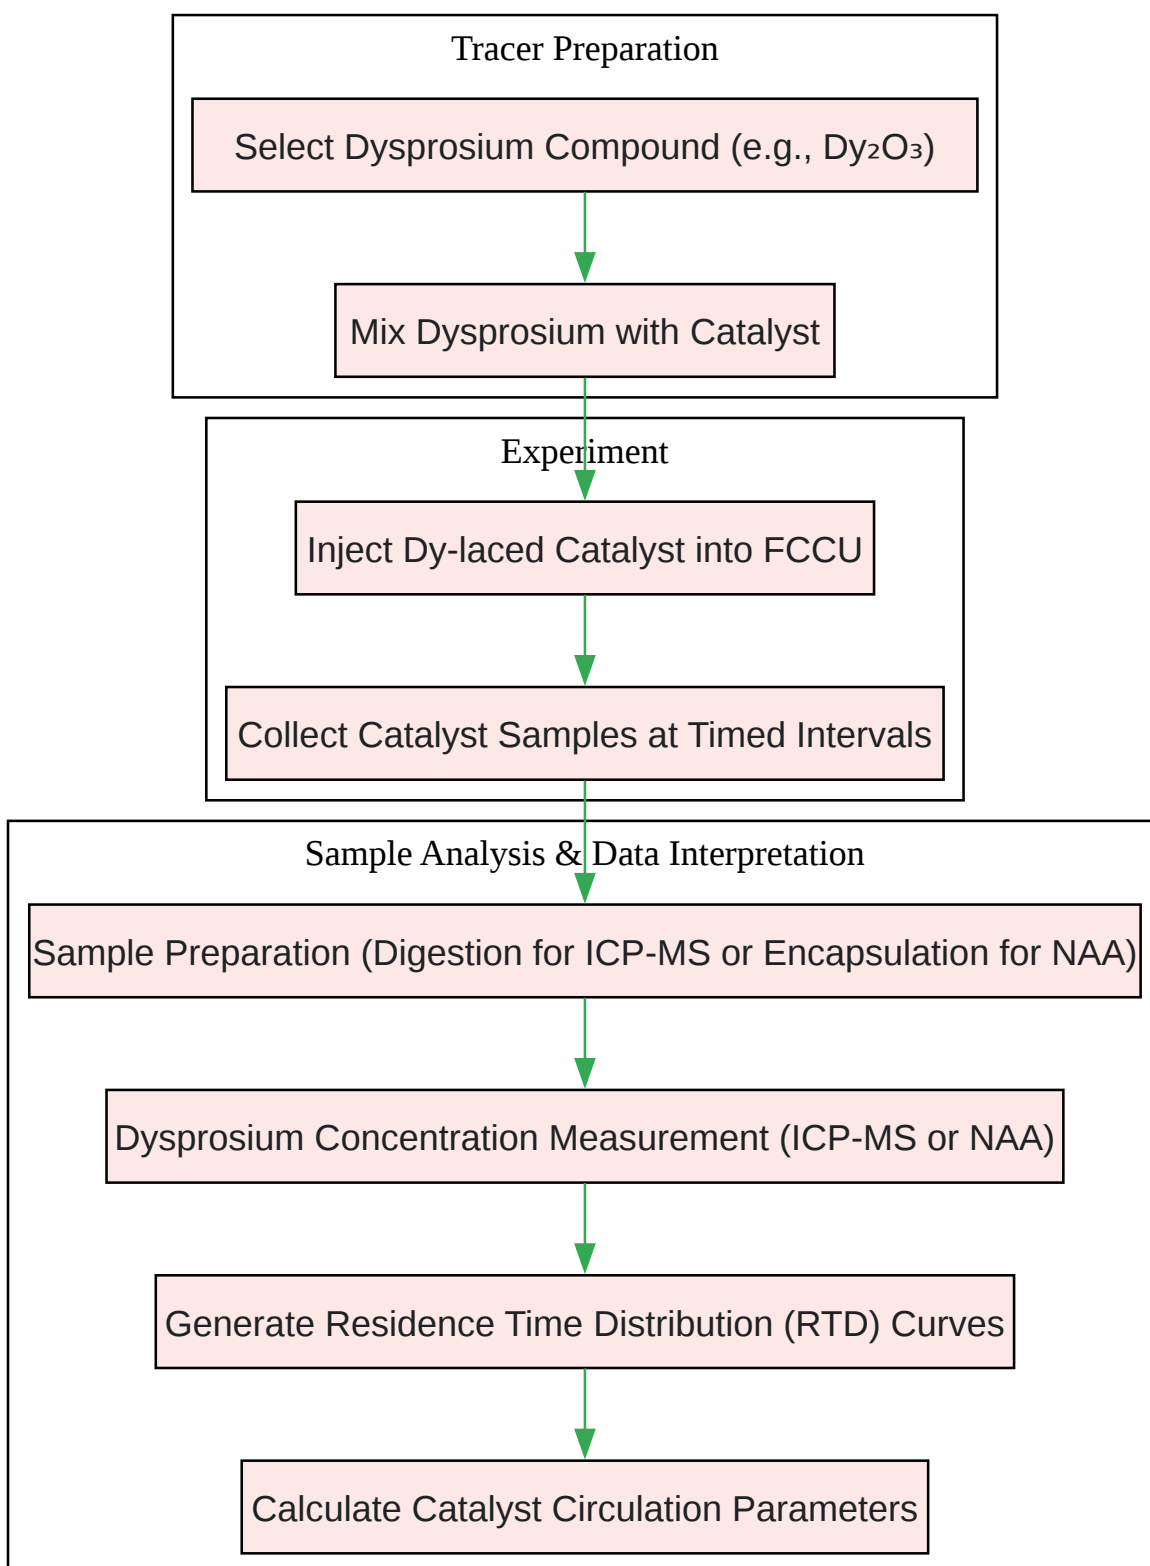 Tracer Preparation
Select Dysprosium Compound (e.g., Dy₂O₃)
Mix Dysprosium with Catalyst
Experiment
Inject Dy-laced Catalyst into FCCU
Collect Catalyst Samples at Timed Intervals
Sample Analysis & Data Interpretation
Sample Preparation (Digestion for ICP-MS or Encapsulation for NAA)
Dysprosium Concentration Measurement (ICP-MS or NAA)
Generate Residence Time Distribution (RTD) Curves
Calculate Catalyst Circulation Parameters